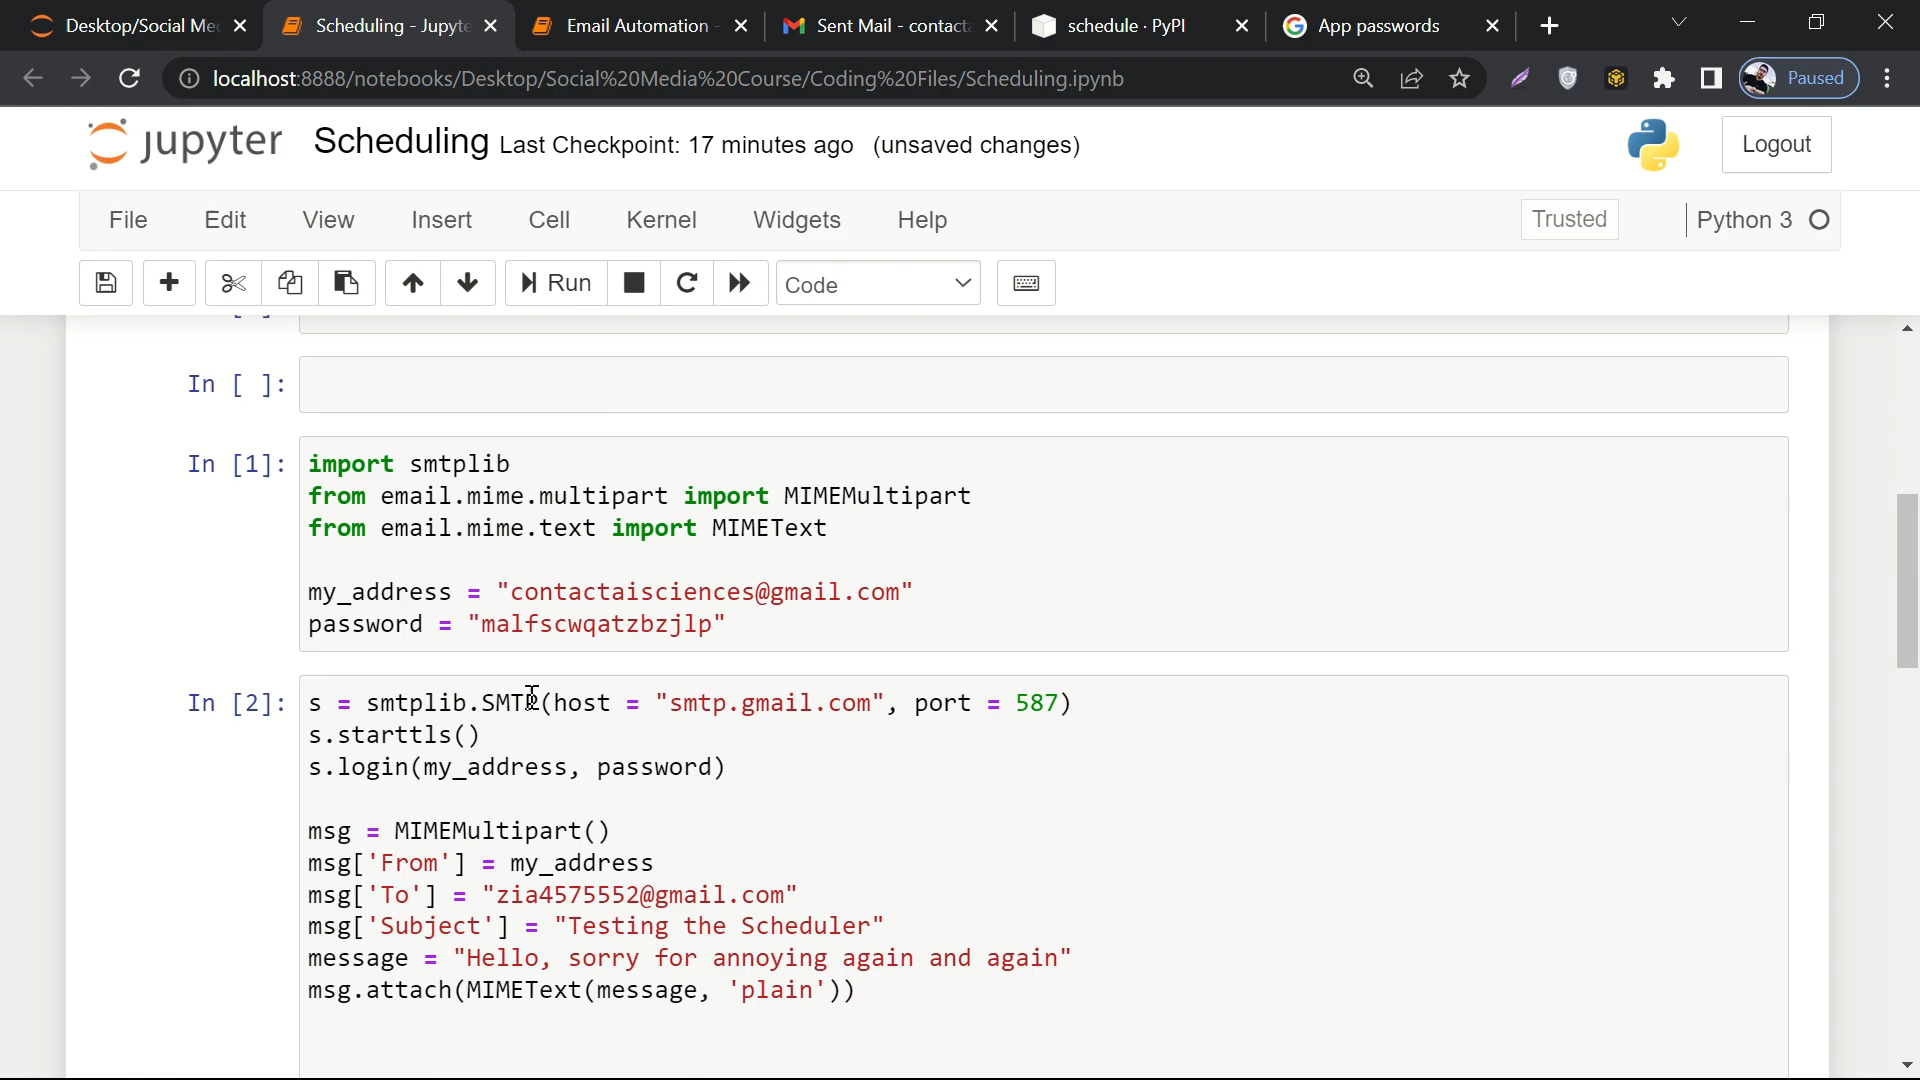 Desktop/Social Me
Scheduling - Jupyte
Email Automation -
Sent Mail - contacta
schedule · PyPI
App passwords
localhost:8888/notebooks/Desktop/Social%20Media%20Course/Coding%20Files/Scheduling.ipynb
Paused
jupyter
Scheduling Last Checkpoint: 17 minutes ago (unsaved changes)
Logout
File Edit View Insert Cell Kernel Widgets Help
Trusted
Python 3
Run
Code
In [ ]:
In [1]:
import smtplib
from email.mime.multipart import MIMEMultipart
from email.mime.text import MIMEText
my_address = "contactaisciences@gmail.com"
password = "malfscwqatzbzjlp"
In [2]:
s = smtplib.SMTP(host = "smtp.gmail.com", port = 587)
s.starttls()
s.login(my_address, password)
msg = MIMEMultipart()
msg['From'] = my_address
msg['To'] = "zia4575552@gmail.com"
msg['Subject'] = "Testing the Scheduler"
message = "Hello, sorry for annoying again and again"
msg.attach(MIMEText(message, 'plain'))